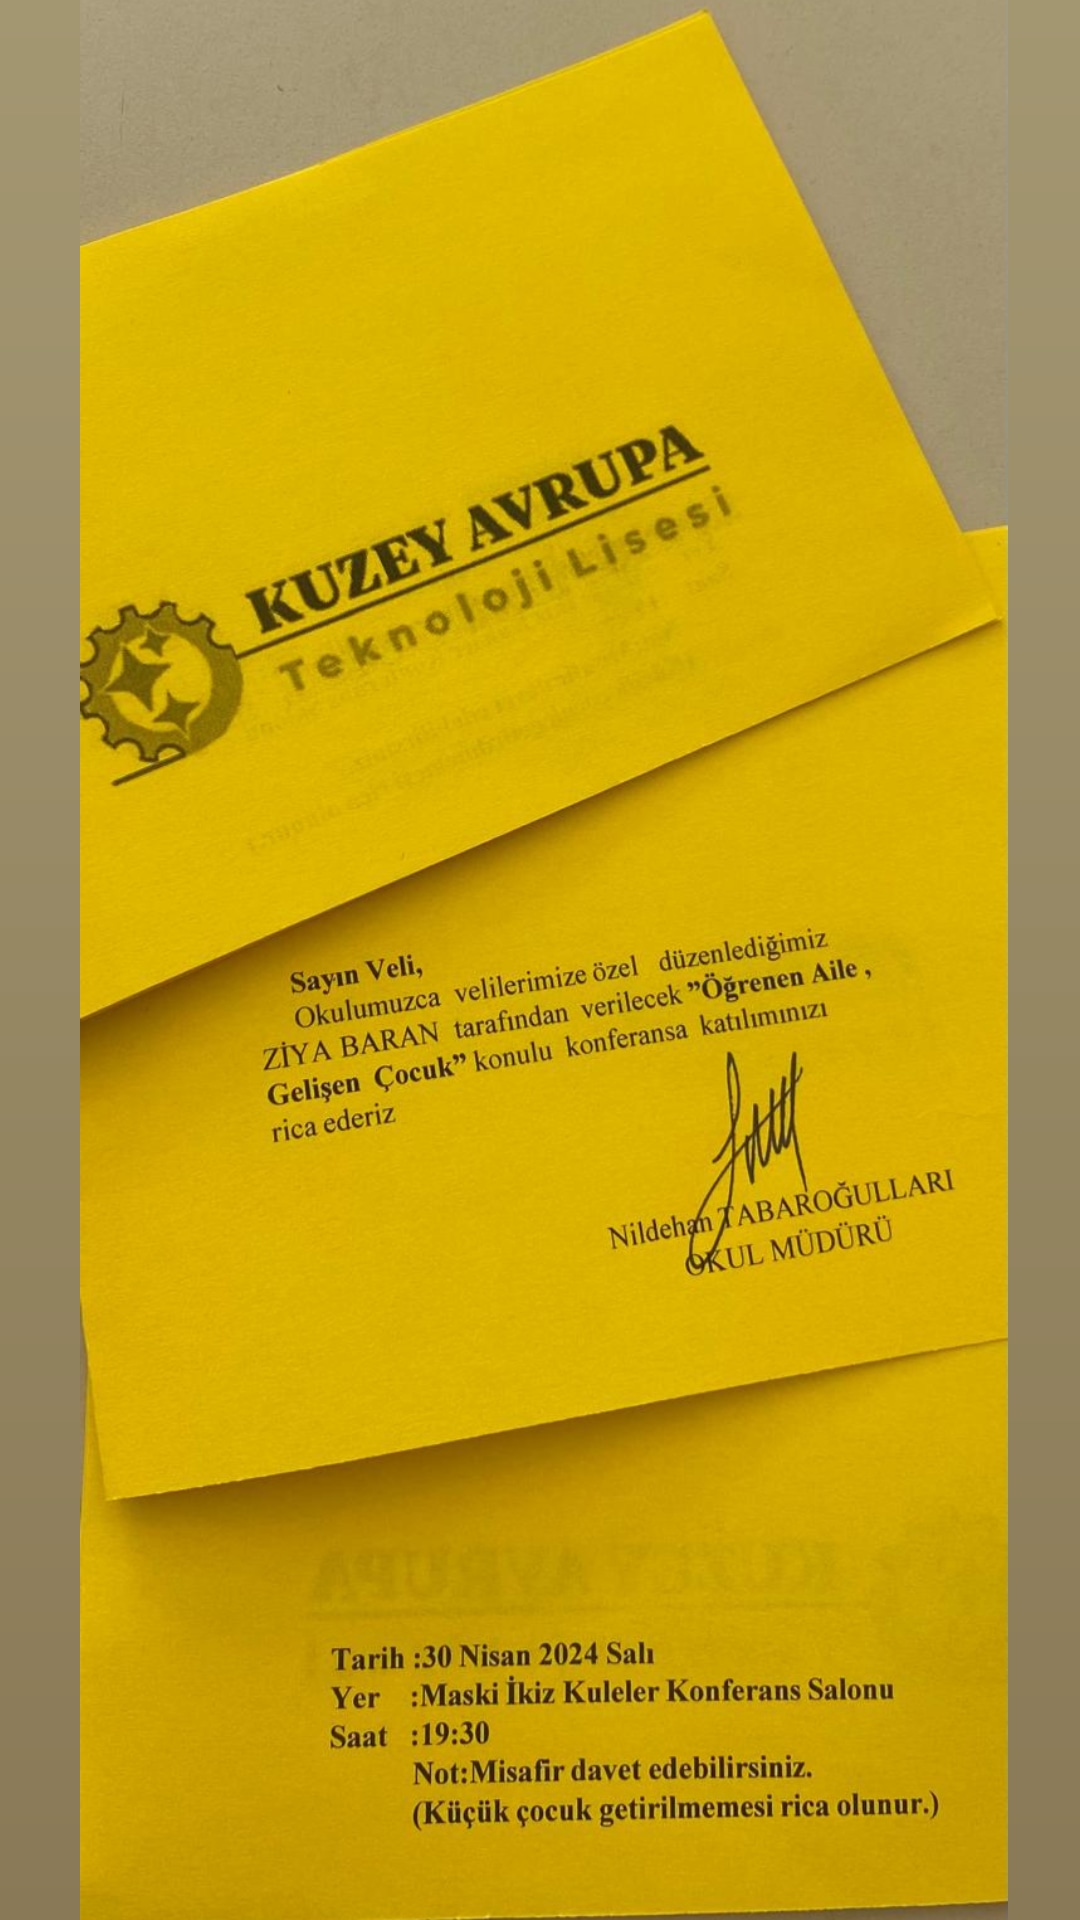 KUZEY AVRUPA
Teknoloji Lisesi
Sayın Veli,
Okulumuzca velilerimize özel düzenlediğimiz
ZİYA BARAN tarafından verilecek ”Öğrenen Aile ,
Gelişen Çocuk” konulu konferansa katılımınızı
rica ederiz
Nildehan TABAROĞULLARI
OKUL MÜDÜRÜ
KUZEY AVRUPA
Tarih :30 Nisan 2024 Salı
Yer :Maski İkiz Kuleler Konferans Salonu
Saat :19:30
Not:Misafir davet edebilirsiniz.
(Küçük çocuk getirilmemesi rica olunur.)